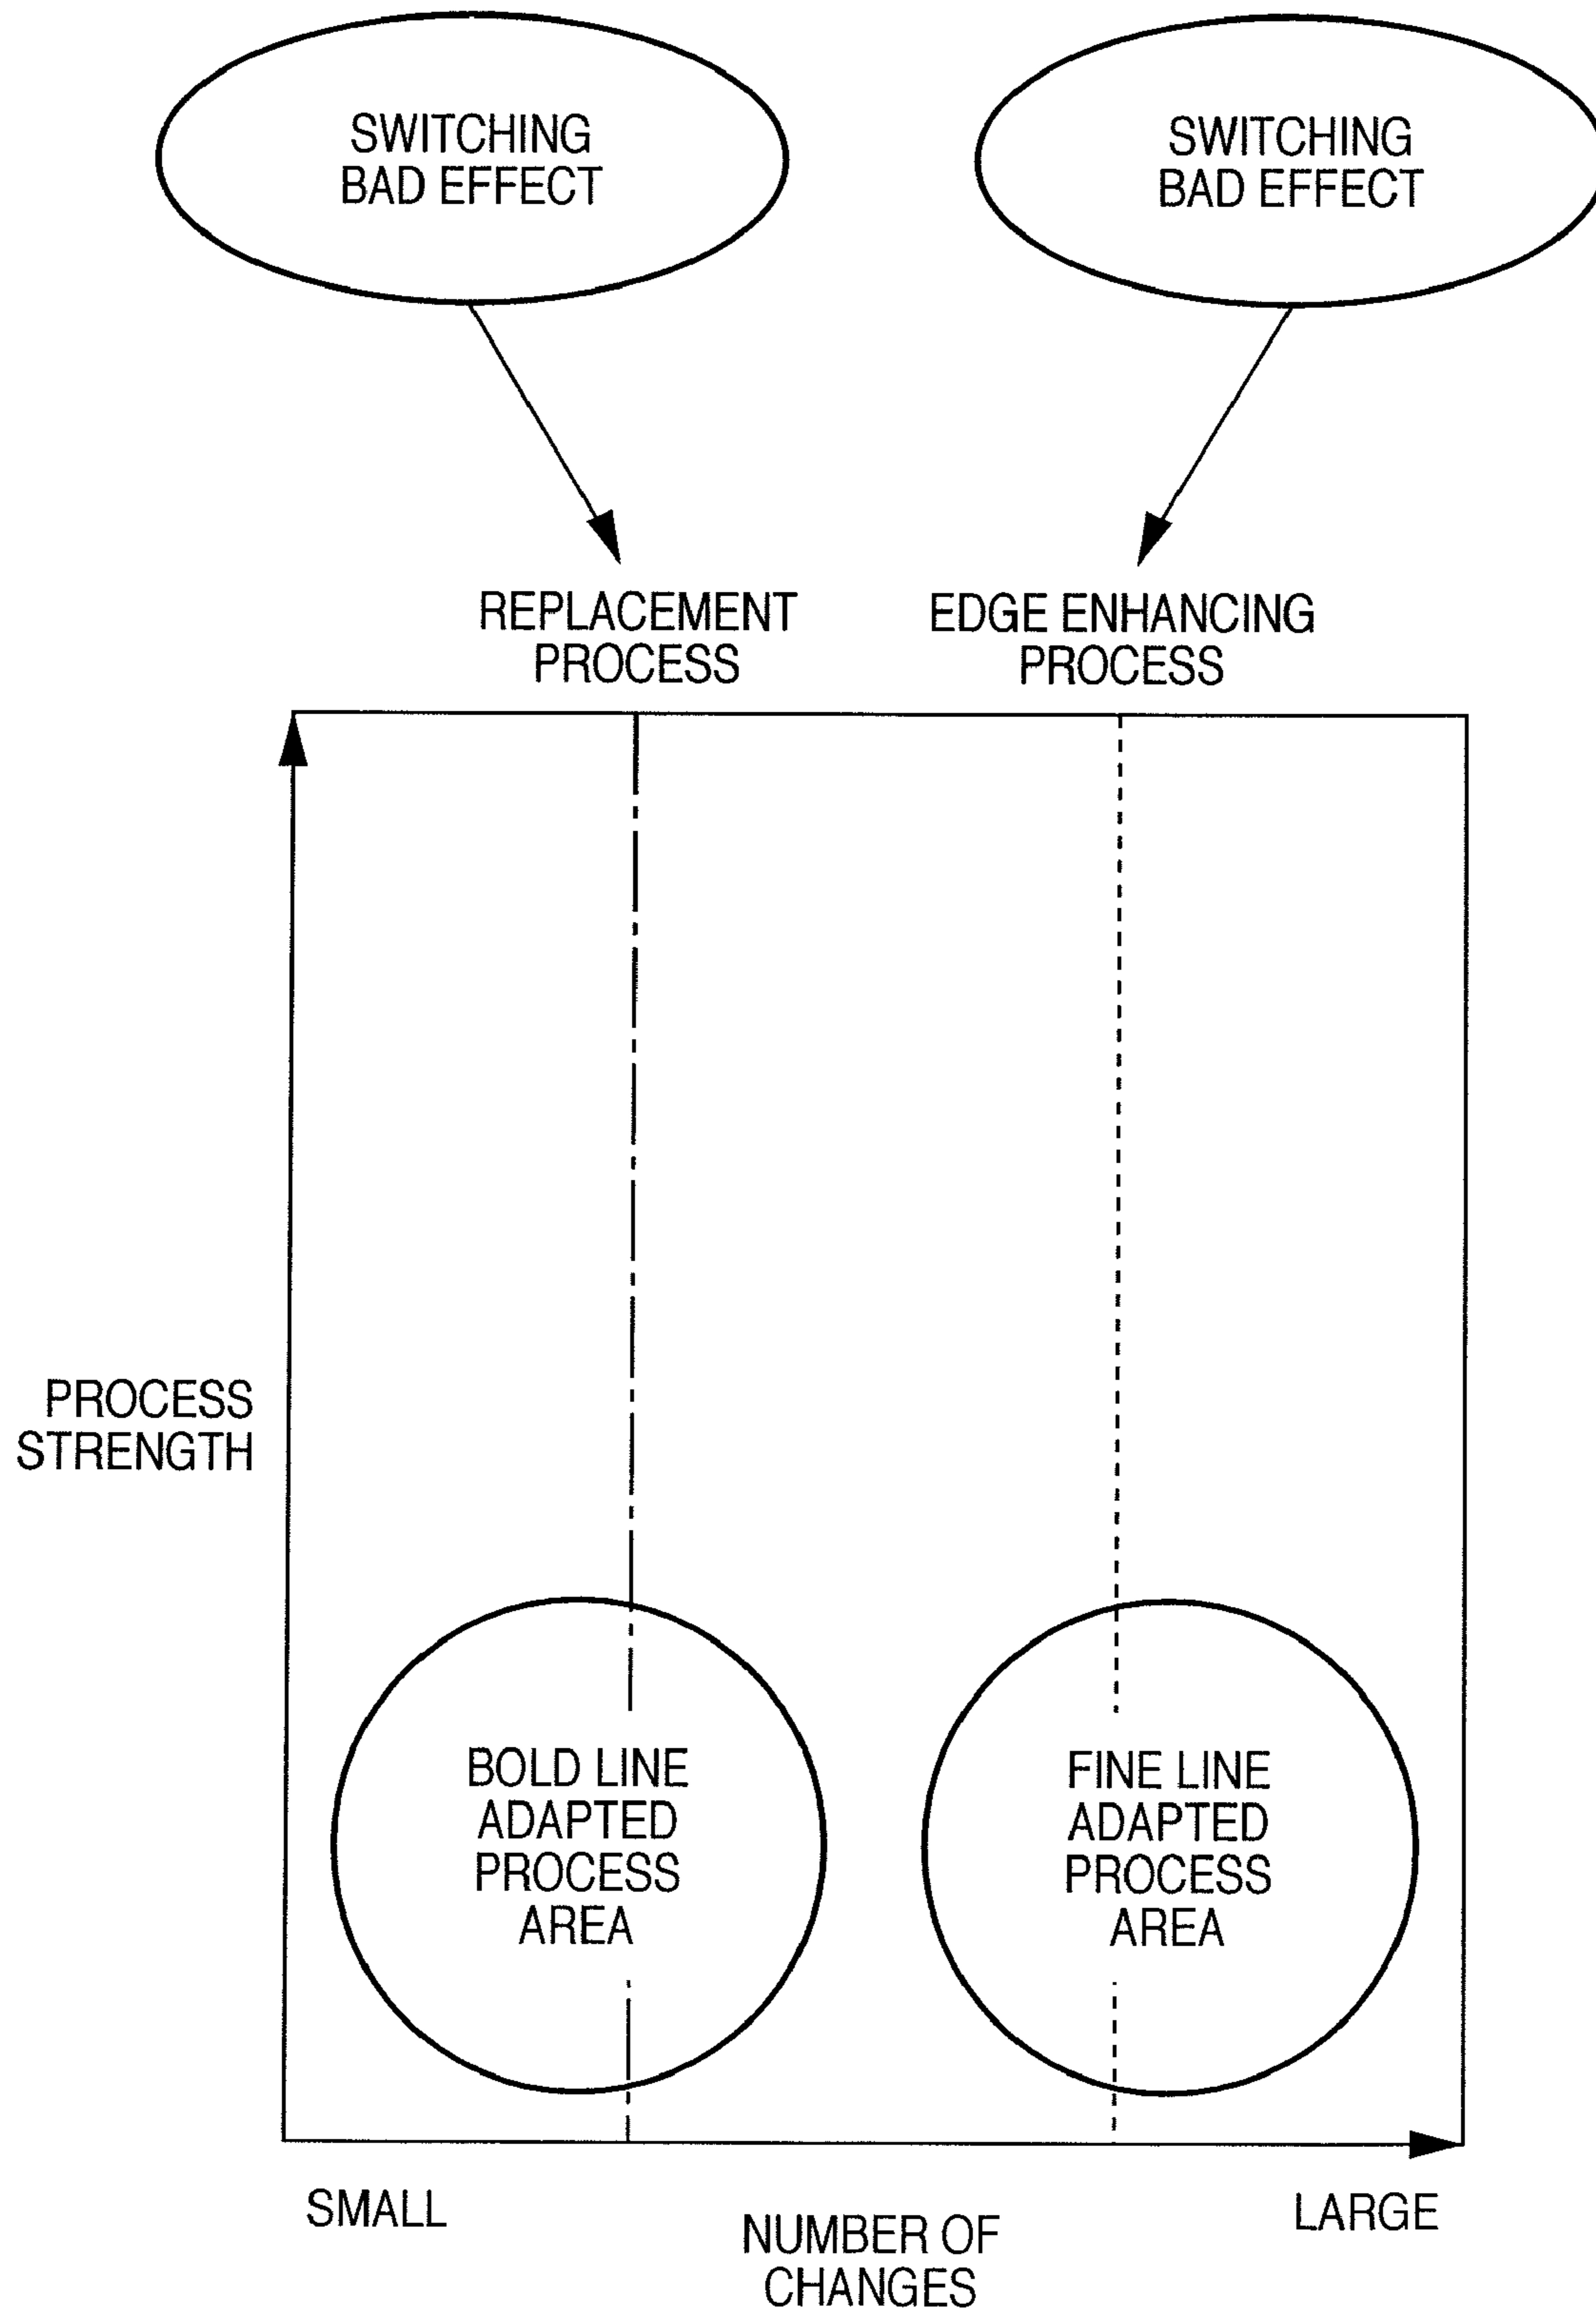 SWITCHING
BAD EFFECT
SWITCHING
BAD EFFECT
REPLACEMENT
PROCESS
EDGE ENHANCING
PROCESS
PROCESS
STRENGTH
BOLD LINE
ADAPTED
PROCESS
AREA
FINE LINE
ADAPTED
PROCESS
AREA
SMALL
NUMBER OF
CHANGES
LARGE